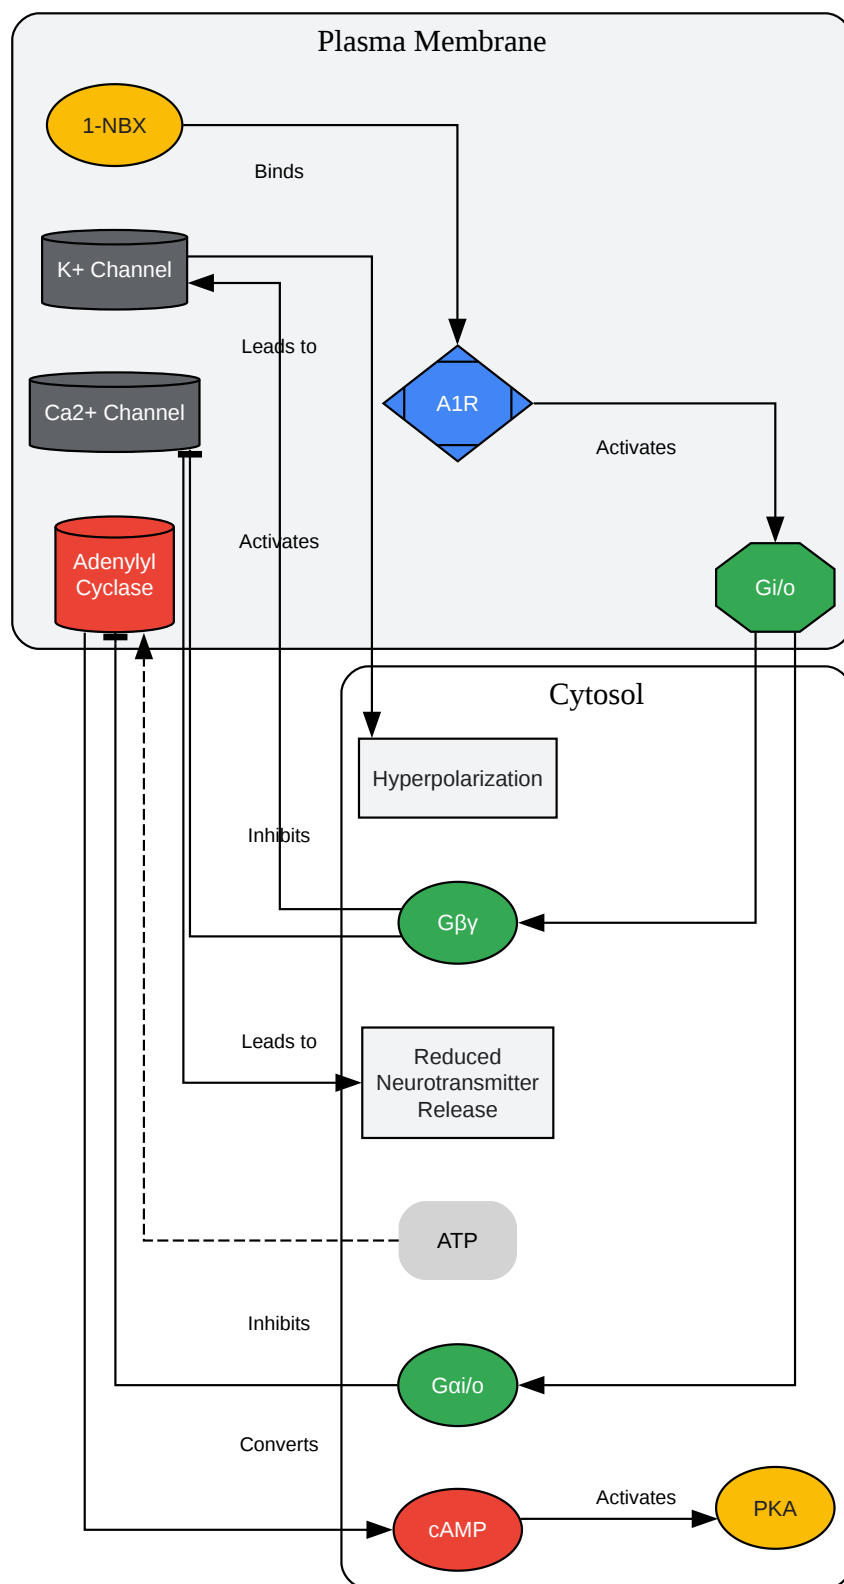 Plasma Membrane
1-NBX
Binds
K+ Channel
Leads to
A1R
Ca2+ Channel
Activates
Activates
Adenylyl
Cyclase
Gi/o
Cytosol
Hyperpolarization
Inhibits
Gβγ
Leads to
Reduced
Neurotransmitter
Release
ATP
Inhibits
Gαi/o
Converts
Activates
PKA
cAMP